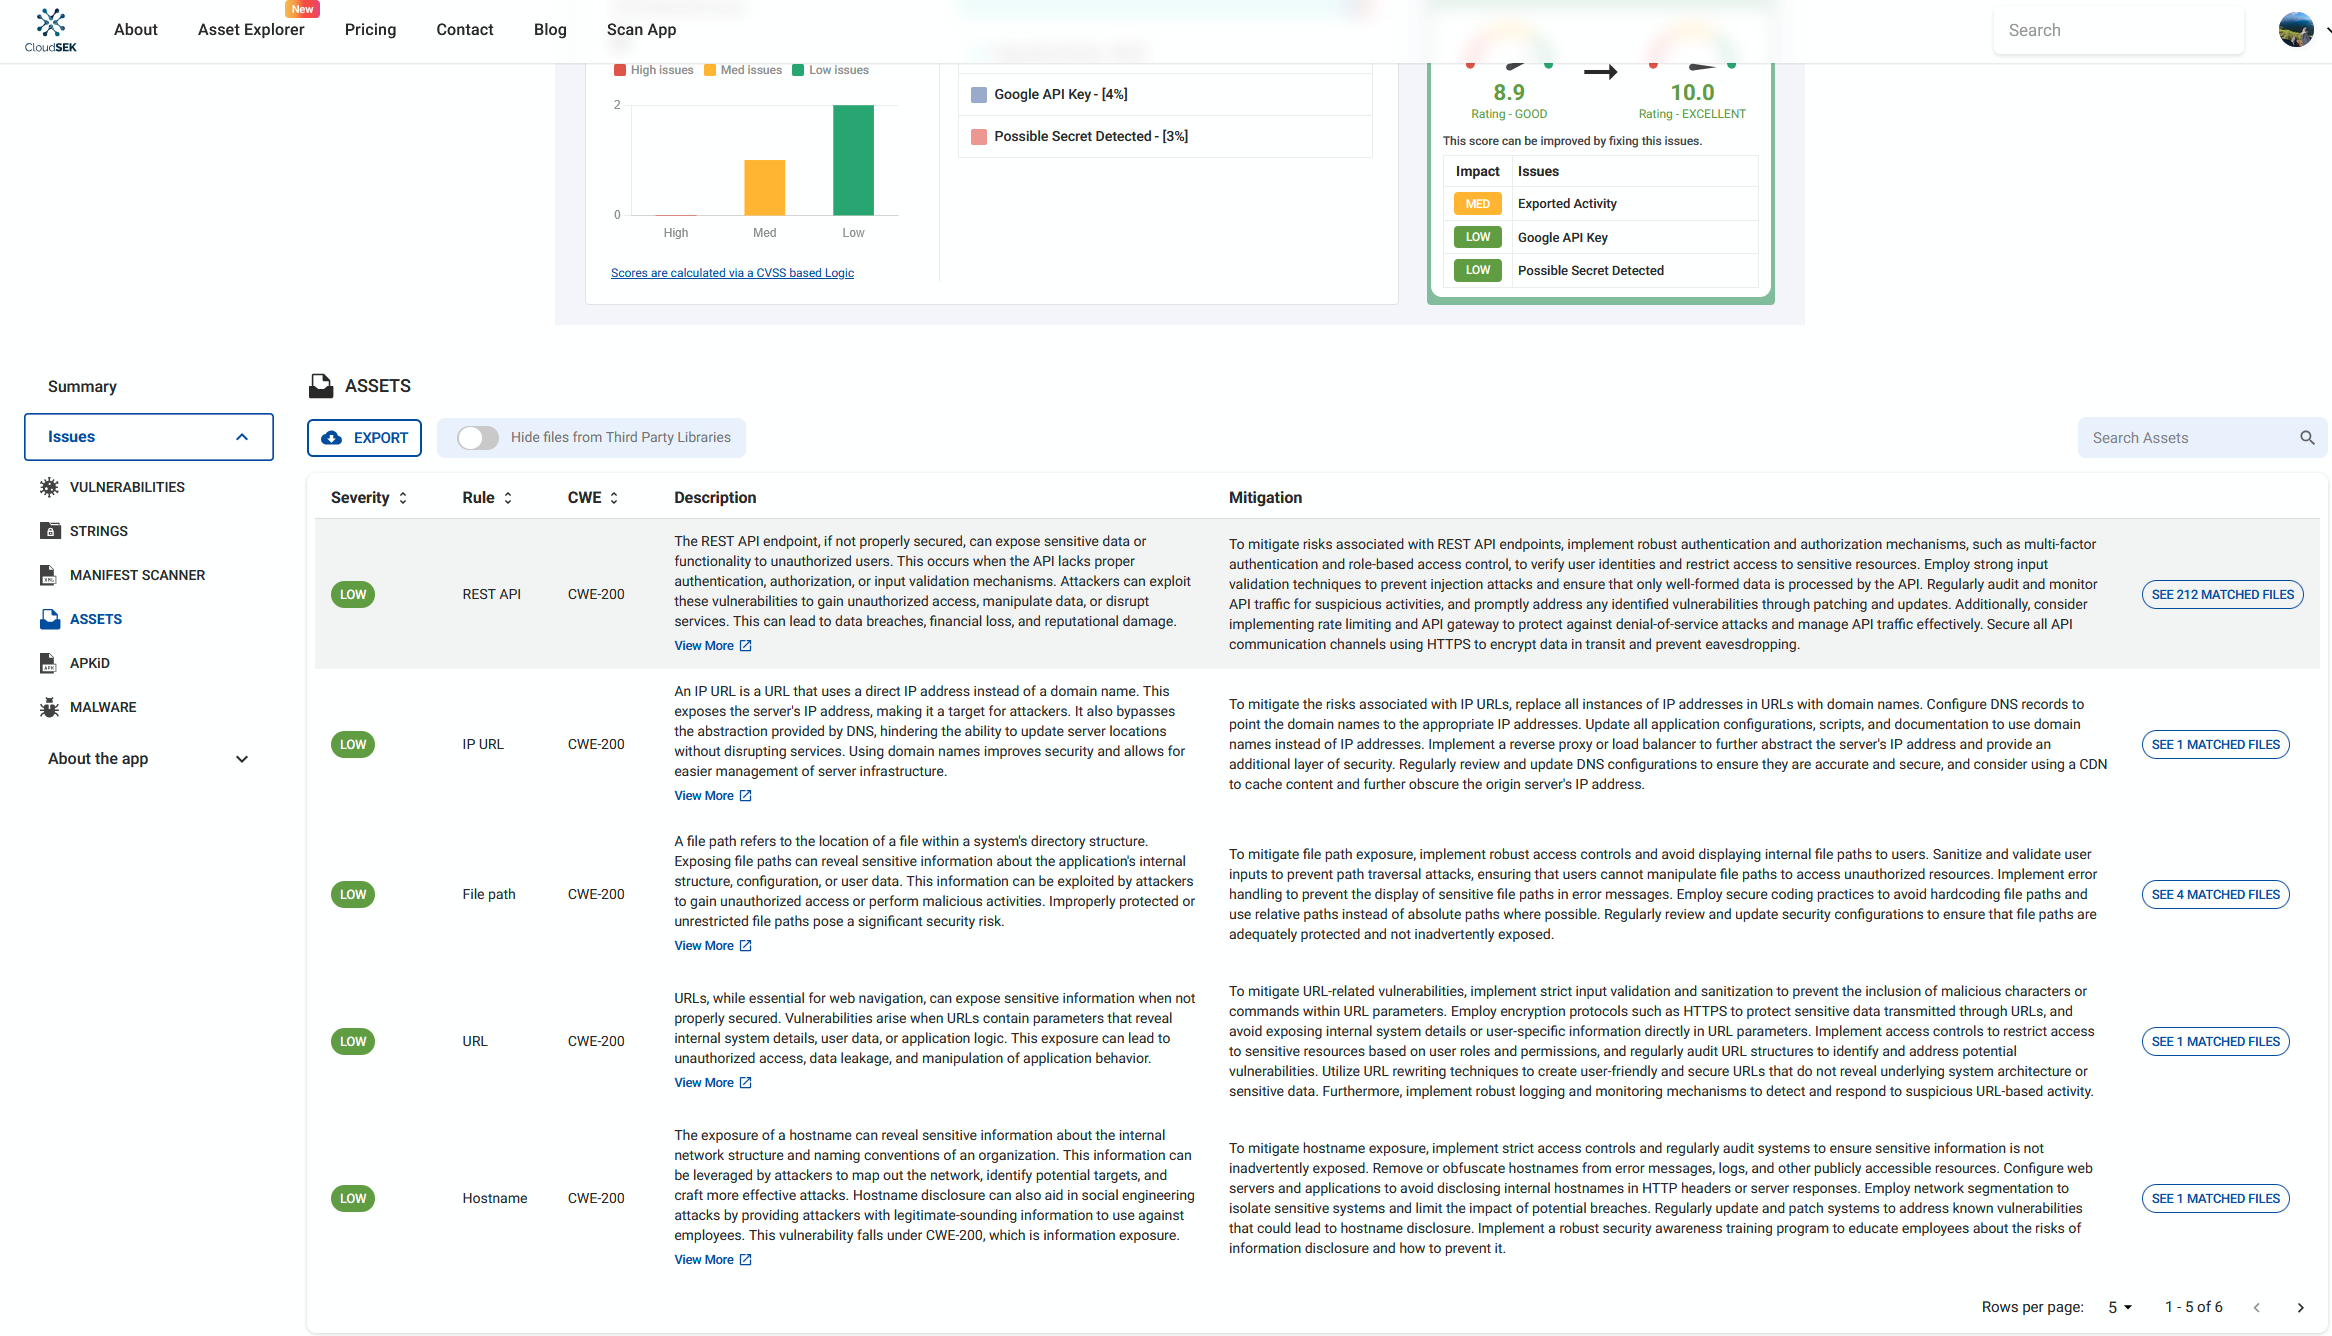 CloudSEK
About
Asset Explorer
New
Pricing
Contact
Blog
Scan App
Search
High issues
Med issues
Low issues
2
0
High
Med
Low
Scores are calculated via a CVSS based Logic
Google API Key - [4%]
Possible Secret Detected - [3%]
8.9
Rating - GOOD
10.0
Rating - EXCELLENT
This score can be improved by fixing this issues.
Impact
Issues
MED
Exported Activity
LOW
Google API Key
LOW
Possible Secret Detected
Summary
Issues
VULNERABILITIES
STRINGS
MANIFEST SCANNER
ASSETS
APKiD
MALWARE
About the app
ASSETS
EXPORT
Hide files from Third Party Libraries
Search Assets
Severity
Rule
CWE
Description
Mitigation
LOW
REST API
CWE-200
The REST API endpoint, if not properly secured, can expose sensitive data or
functionality to unauthorized users. This occurs when the API lacks proper
authentication, authorization, or input validation mechanisms. Attackers can exploit
these vulnerabilities to gain unauthorized access, manipulate data, or disrupt
services. This can lead to data breaches, financial loss, and reputational damage.
View More
To mitigate risks associated with REST API endpoints, implement robust authentication and authorization mechanisms, such as multi-factor
authentication and role-based access control, to verify user identities and restrict access to sensitive resources. Employ strong input
validation techniques to prevent injection attacks and ensure that only well-formed data is processed by the API. Regularly audit and monitor
API traffic for suspicious activities, and promptly address any identified vulnerabilities through patching and updates. Additionally, consider
implementing rate limiting and API gateway to protect against denial-of-service attacks and manage API traffic effectively. Secure all API
communication channels using HTTPS to encrypt data in transit and prevent eavesdropping.
SEE 212 MATCHED FILES
LOW
IP URL
CWE-200
An IP URL is a URL that uses a direct IP address instead of a domain name. This
exposes the server's IP address, making it a target for attackers. It also bypasses
the abstraction provided by DNS, hindering the ability to update server locations
without disrupting services. Using domain names improves security and allows for
easier management of server infrastructure.
View More
To mitigate the risks associated with IP URLs, replace all instances of IP addresses in URLs with domain names. Configure DNS records to
point the domain names to the appropriate IP addresses. Update all application configurations, scripts, and documentation to use domain
names instead of IP addresses. Implement a reverse proxy or load balancer to further abstract the server's IP address and provide an
additional layer of security. Regularly review and update DNS configurations to ensure they are accurate and secure, and consider using a CDN
to cache content and further obscure the origin server's IP address.
SEE 1 MATCHED FILES
LOW
File path
CWE-200
A file path refers to the location of a file within a system's directory structure.
Exposing file paths can reveal sensitive information about the application's internal
structure, configuration, or user data. This information can be exploited by attackers
to gain unauthorized access or perform malicious activities. Improperly protected or
unrestricted file paths pose a significant security risk.
View More
To mitigate file path exposure, implement robust access controls and avoid displaying internal file paths to users. Sanitize and validate user
inputs to prevent path traversal attacks, ensuring that users cannot manipulate file paths to access unauthorized resources. Implement error
handling to prevent the display of sensitive file paths in error messages. Employ secure coding practices to avoid hardcoding file paths and
use relative paths instead of absolute paths where possible. Regularly review and update security configurations to ensure that file paths are
adequately protected and not inadvertently exposed.
SEE 4 MATCHED FILES
LOW
URL
CWE-200
URLs, while essential for web navigation, can expose sensitive information when not
properly secured. Vulnerabilities arise when URLs contain parameters that reveal
internal system details, user data, or application logic. This exposure can lead to
unauthorized access, data leakage, and manipulation of application behavior.
View More
To mitigate URL-related vulnerabilities, implement strict input validation and sanitization to prevent the inclusion of malicious characters or
commands within URL parameters. Employ encryption protocols such as HTTPS to protect sensitive data transmitted through URLs, and
avoid exposing internal system details or user-specific information directly in URL parameters. Implement access controls to restrict access
to sensitive resources based on user roles and permissions, and regularly audit URL structures to identify and address potential
vulnerabilities. Utilize URL rewriting techniques to create user-friendly and secure URLs that do not reveal underlying system architecture or
sensitive data. Furthermore, implement robust logging and monitoring mechanisms to detect and respond to suspicious URL-based activity.
SEE 1 MATCHED FILES
LOW
Hostname
CWE-200
The exposure of a hostname can reveal sensitive information about the internal
network structure and naming conventions of an organization. This information can
be leveraged by attackers to map out the network, identify potential targets, and
craft more effective attacks. Hostname disclosure can also aid in social engineering
attacks by providing attackers with legitimate-sounding information to use against
employees. This vulnerability falls under CWE-200, which is information exposure.
View More
To mitigate hostname exposure, implement strict access controls and regularly audit systems to ensure sensitive information is not
inadvertently exposed. Remove or obfuscate hostnames from error messages, logs, and other publicly accessible resources. Configure web
servers and applications to avoid disclosing internal hostnames in HTTP headers or server responses. Employ network segmentation to
isolate sensitive systems and limit the impact of potential breaches. Regularly update and patch systems to address known vulnerabilities
that could lead to hostname disclosure. Implement a robust security awareness training program to educate employees about the risks of
information disclosure and how to prevent it.
SEE 1 MATCHED FILES
Rows per page:
5
1 - 5 of 6